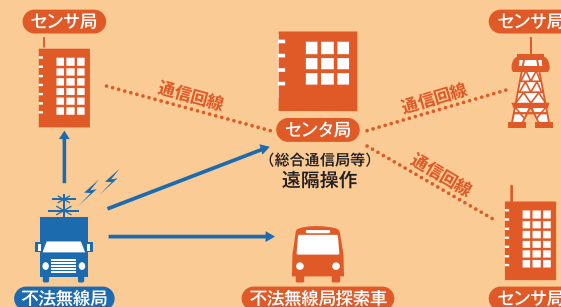 センサ局
センサ局
通信回線
通信回線
センタ局
(総合通信局等)
遠隔操作
通信回線
不法無線局
不法無線局探索車
センサ局